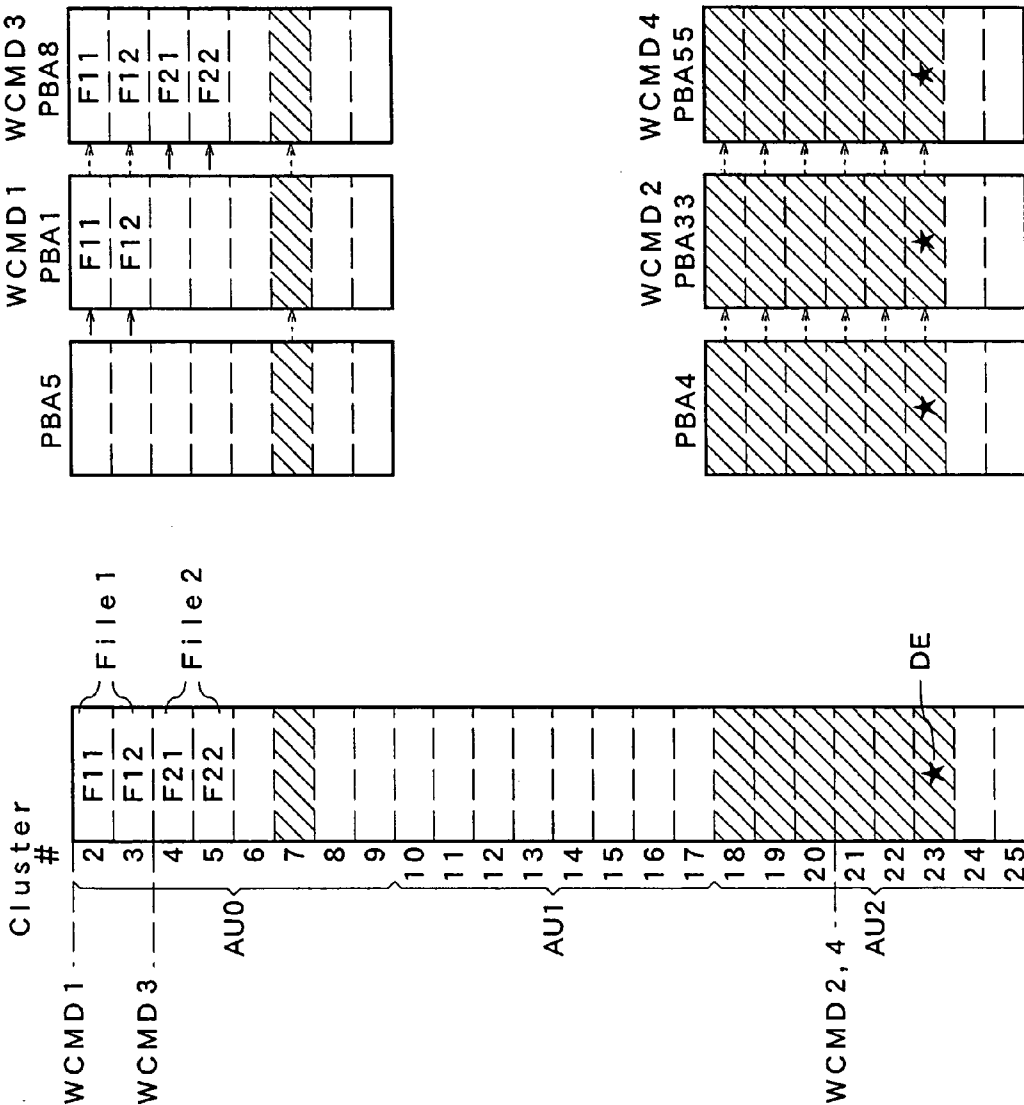 WCMD1 WCMD3
PBA5 PBA1 PBA8
F11 F11
F12 F12
F21
F22
WCMD2 WCMD4
PBA4 PBA33 PBA55
★ ★ ★
Cluster
#
WCMD1
2 F11
3 F12
File1
WCMD3
4 F21
5 F22
File2
6
7
8
9
AU0
10
11
12
13
14
15
16
17
AU1
18
19
20
WCMD2,4
21
22
23 ★
DE
24
25
AU2